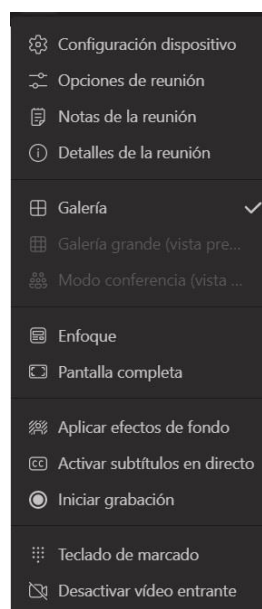 Configuración dispositivo
Opciones de reunión
Notas de la reunión
Detalles de la reunión
Galería
Galería grande (vista pre...
Modo conferencia (vista ...
Enfoque
Pantalla completa
Aplicar efectos de fondo
CC Activar subtítulos en directo
Iniciar grabación
Teclado de marcado
Desactivar vídeo entrante